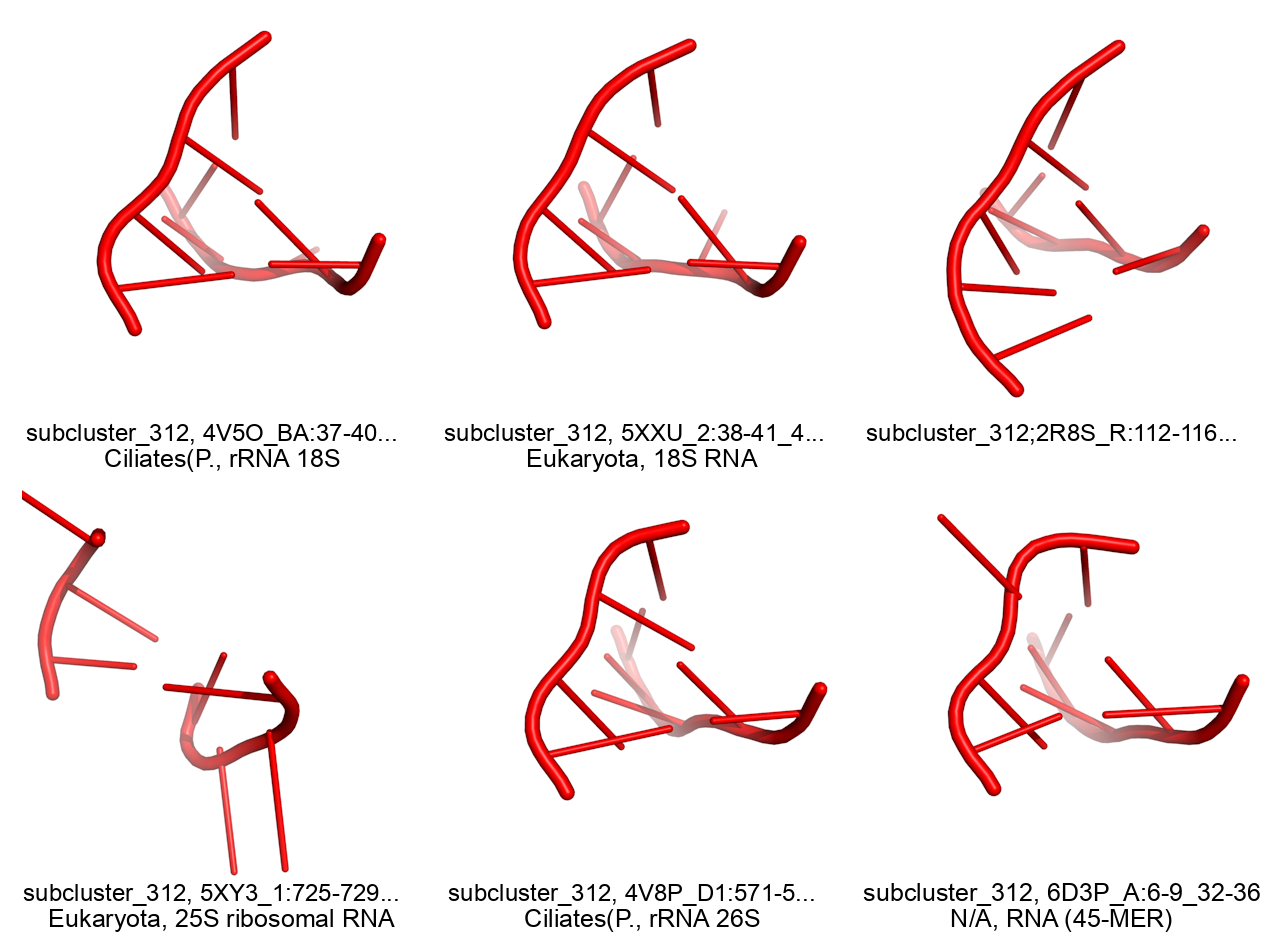 subcluster_312, 4V5O_BA:37-40...
Ciliates(P., rRNA 18S
subcluster_312, 5XXU_2:38-41_4...
Eukaryota, 18S RNA
subcluster_312;2R8S_R:112-116...
subcluster_312, 5XY3_1:725-729...
Eukaryota, 25S ribosomal RNA
subcluster_312, 4V8P_D1:571-5...
Ciliates(P., rRNA 26S
subcluster_312, 6D3P_A:6-9_32-36
N/A, RNA (45-MER)